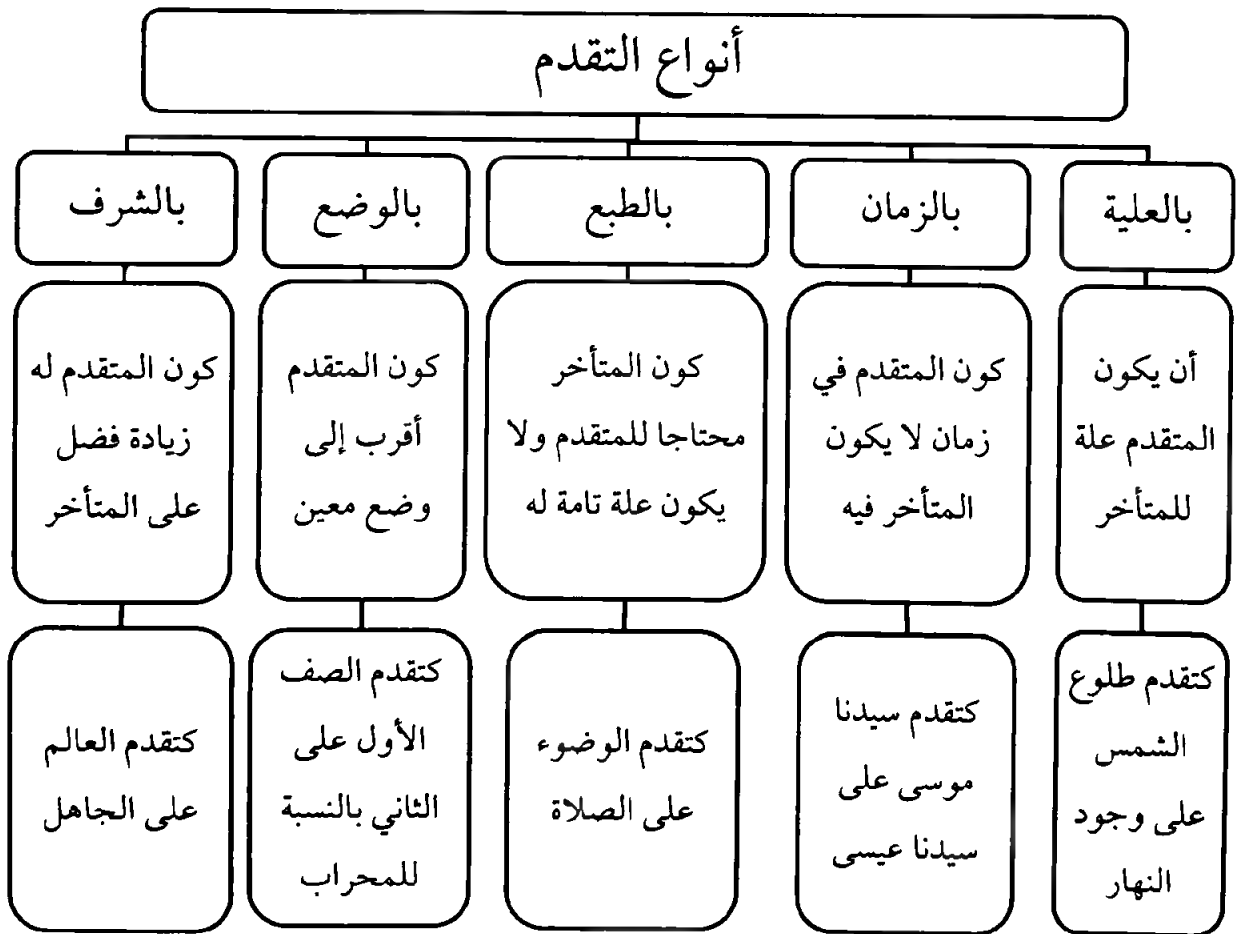 أنواع التقدم
بالعلية
بالزمان
بالطبع
بالوضع
بالشرف
أن يكون
المتقدم علة
للمتأخر
كون المتقدم في
زمان لا يكون
المتأخر فيه
كون المتأخر
محتاجا للمتقدم ولا
يكون علة تامة له
كون المتقدم
أقرب إلى
وضع معين
كون المتقدم له
زيادة فضل
على المتأخر
كتقدم طلوع
الشمس
على وجود
النهار
كتقدم سيدنا
موسى على
سيدنا عيسى
كتقدم الوضوء
على الصلاة
كتقدم الصف
الأول على
الثاني بالنسبة
للمحراب
كتقدم العالم
على الجاهل